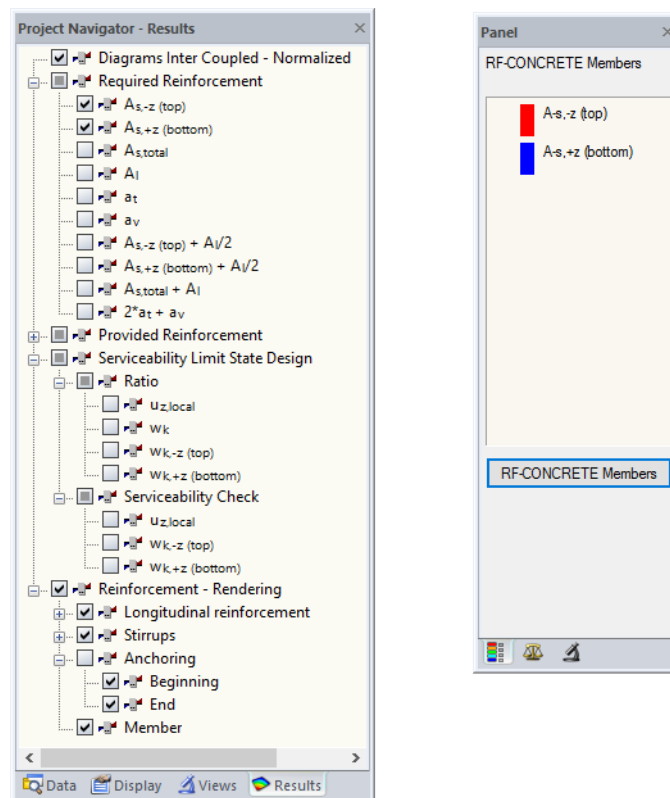 Project Navigator - Results
Diagrams Inter Coupled - Normalized
Required Reinforcement
As,-z (top)
As,+z (bottom)
As,total
Al
at
av
As,-z (top) + Al/2
As,+z (bottom) + Al/2
As,total + Al
2*at + av
Provided Reinforcement
Serviceability Limit State Design
Ratio
uz,local
wk
wk,-z (top)
wk,+z (bottom)
Serviceability Check
uz,local
wk,-z (top)
wk,+z (bottom)
Reinforcement - Rendering
Longitudinal reinforcement
Stirrups
Anchoring
Beginning
End
Member
Data Display Views Results
Panel
RF-CONCRETE Members
A-s,-z (top)
A-s,+z (bottom)
RF-CONCRETE Members